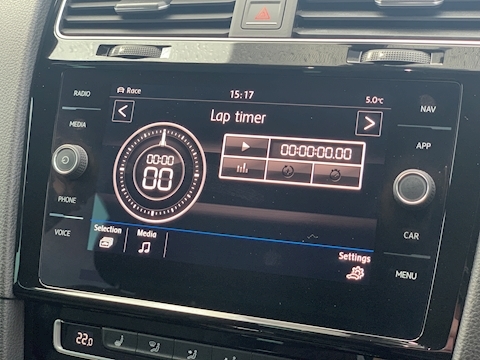 RADIO
MEDIA
PHONE
VOICE
Race
15:17
5.0°C
Lap timer
00:00
00
00:00:00.00
Selection
Media
Settings
NAV
APP
CAR
MENU
22.0